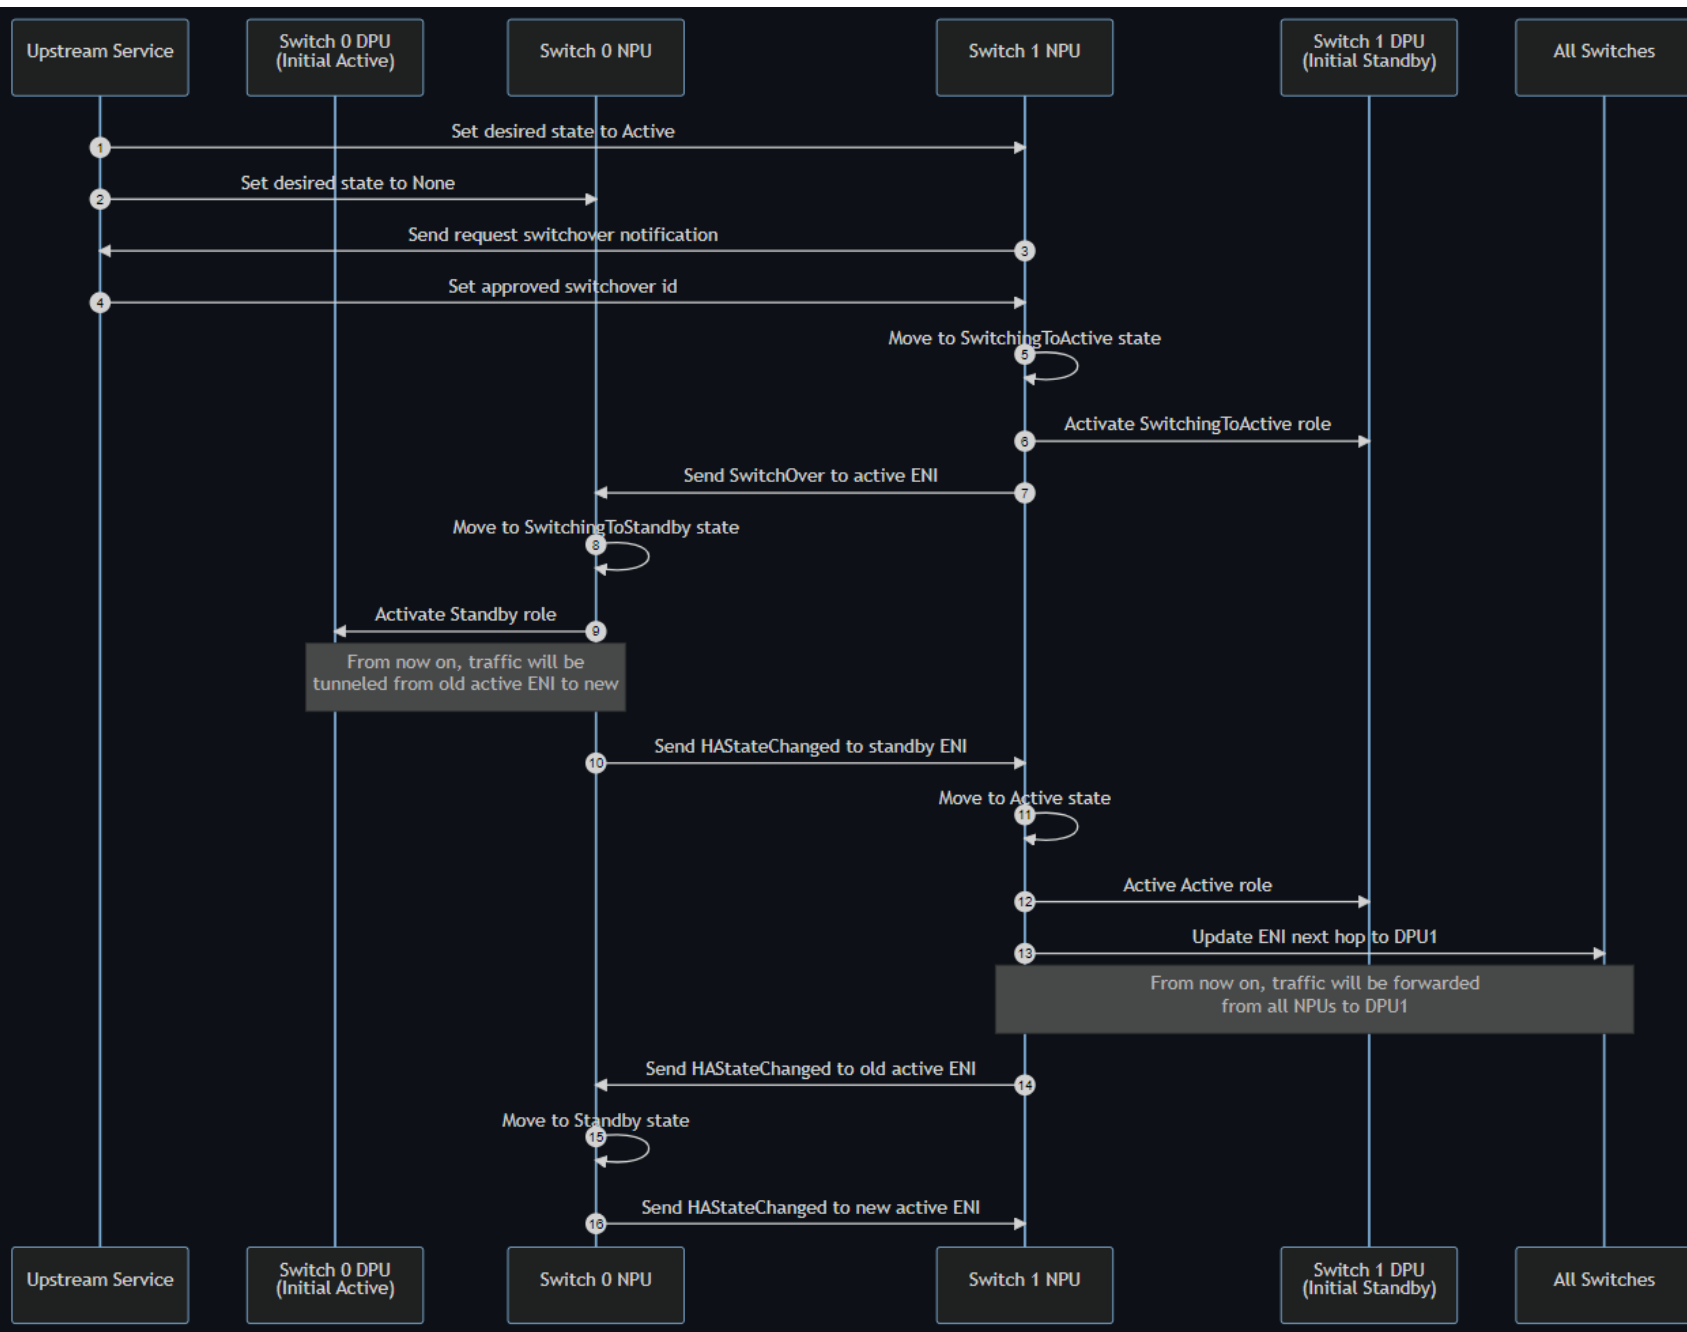 Upstream Service
Switch 0 DPU
(Initial Active)
Switch 0 NPU
Switch 1 NPU
Switch 1 DPU
(Initial Standby)
All Switches
Set desired state to Active
1
Set desired state to None
2
Send request switchover notification
3
Set approved switchover id
4
Move to SwitchingToActive state
5
Activate SwitchingToActive role
6
Send SwitchOver to active ENI
7
Move to SwitchingToStandby state
8
Activate Standby role
9
From now on, traffic will be
tunneled from old active ENI to new
Send HAStateChanged to standby ENI
10
Move to Active state
11
Active Active role
12
Update ENI next hop to DPU1
13
From now on, traffic will be forwarded
from all NPUs to DPU1
Send HAStateChanged to old active ENI
14
Move to Standby state
15
Send HAStateChanged to new active ENI
16
Upstream Service
Switch 0 DPU
(Initial Active)
Switch 0 NPU
Switch 1 NPU
Switch 1 DPU
(Initial Standby)
All Switches